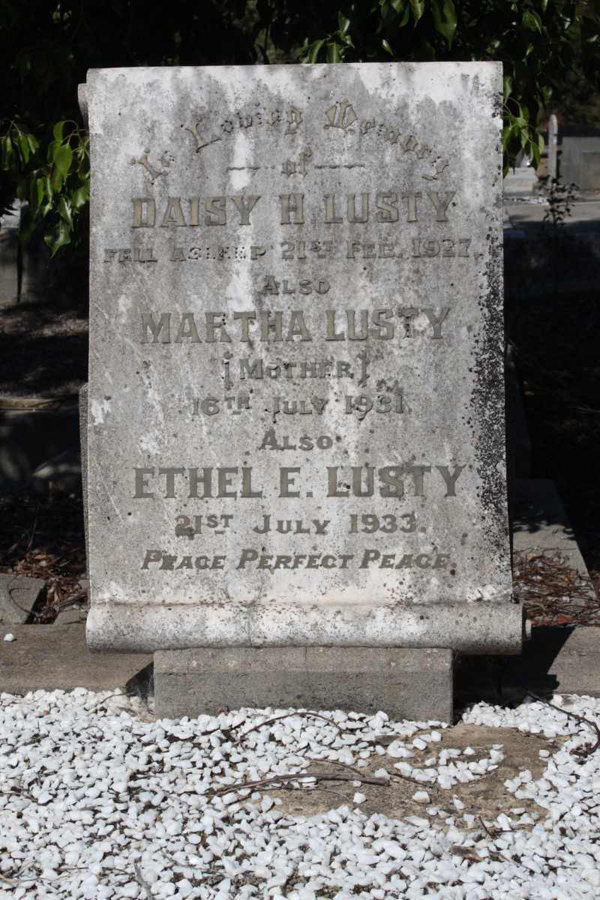 In Loving Memory
of
DAISY H. LUSTY
FELL ASLEEP 21ST FEB. 1927.
ALSO
MARTHA LUSTY
[MOTHER]
16TH JULY 1931.
ALSO
ETHEL E. LUSTY
21ST JULY 1933.
PEACE PERFECT PEACE.